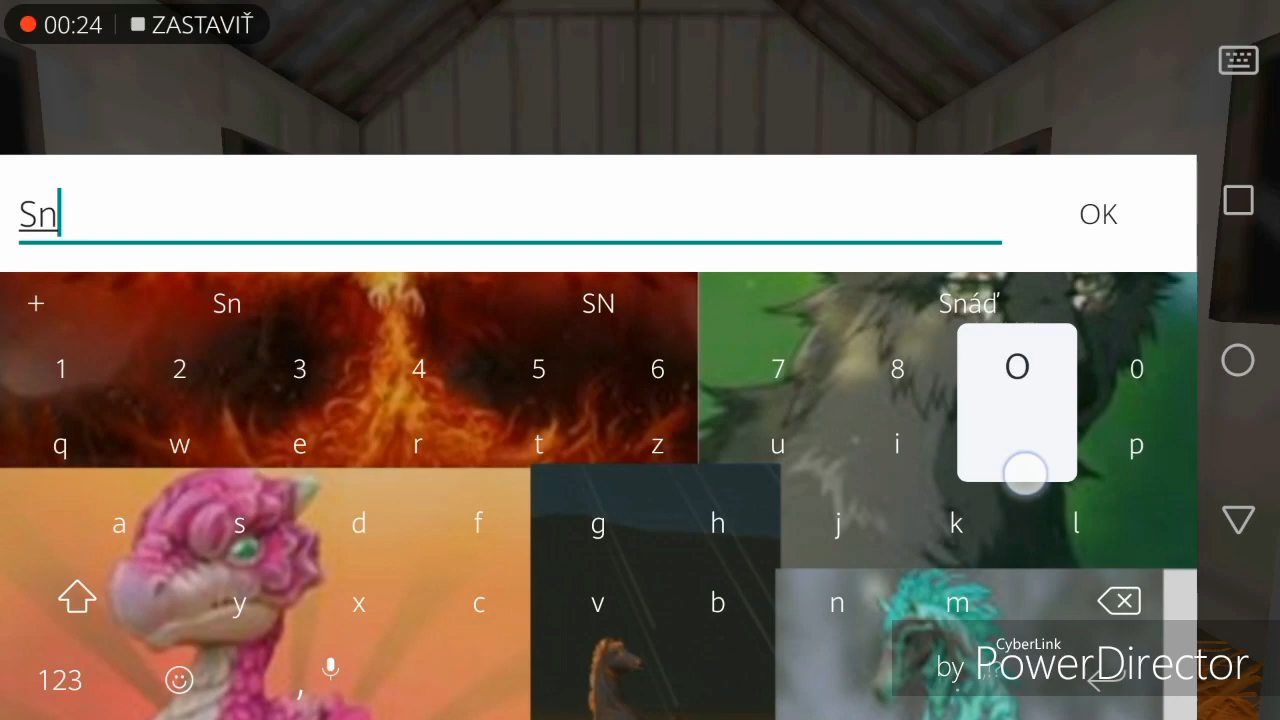 00:24 ZASTAVIŤ
Sn
OK
+ Sn SN Snáď
1 2 3 4 5 6 7 8 0
O
q w e r t z u i p
a s d f g h j k l
y x c v b n m
123 ,
CyberLink
by PowerDirector